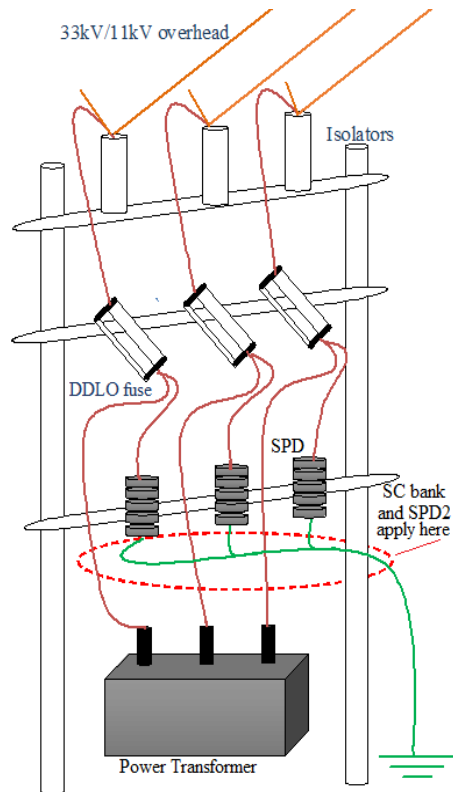 33kV/11kV overhead
Isolators
DDLO fuse
SPD
SC bank
and SPD2
apply here
Power Transformer